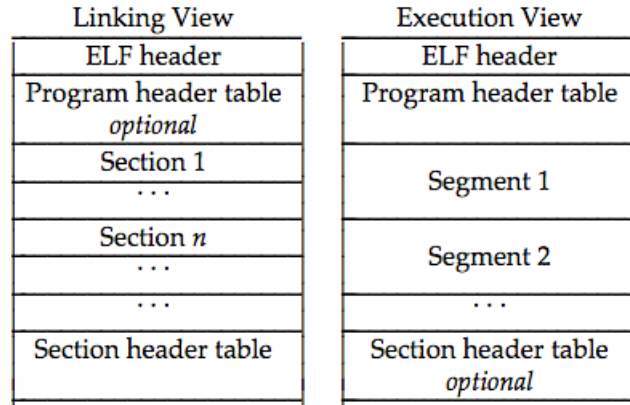 Linking View
ELF header
Program header table
optional
Section 1
. . .
Section n
. . .
. . .
Section header table
Execution View
ELF header
Program header table
Segment 1
Segment 2
. . .
Section header table
optional